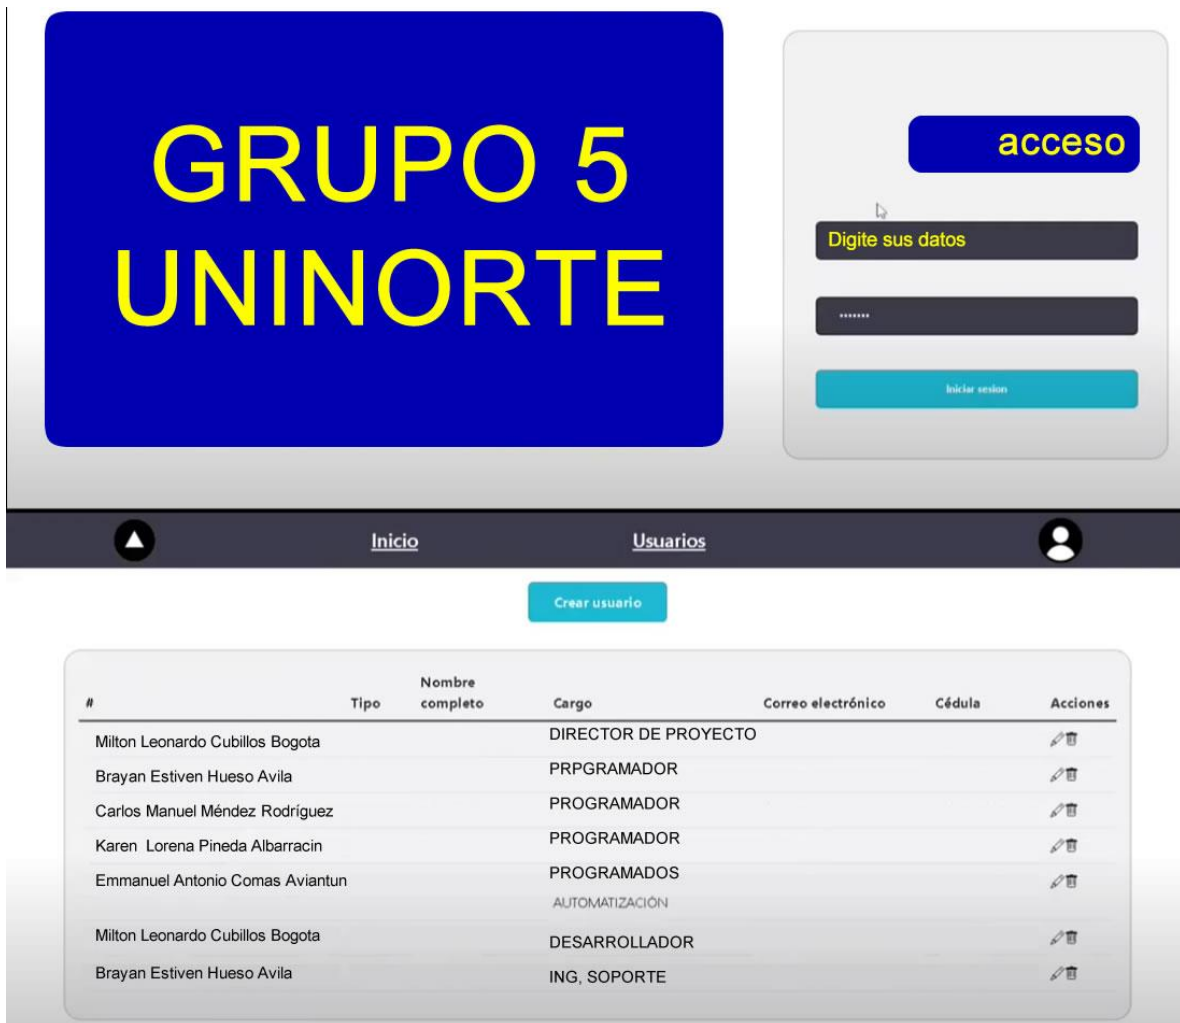 GRUPO 5
UNINORTE
acceso
Digite sus datos
•••••••
Iniciar sesion
Inicio Usuarios
Crear usuario
# Tipo Nombre completo Cargo Correo electrónico Cédula Acciones
Milton Leonardo Cubillos Bogota DIRECTOR DE PROYECTO
Brayan Estiven Hueso Avila PRPGRAMADOR
Carlos Manuel Méndez Rodríguez PROGRAMADOR
Karen Lorena Pineda Albarracin PROGRAMADOR
Emmanuel Antonio Comas Aviantun PROGRAMADOS
AUTOMATIZACIÓN
Milton Leonardo Cubillos Bogota DESARROLLADOR
Brayan Estiven Hueso Avila ING, SOPORTE